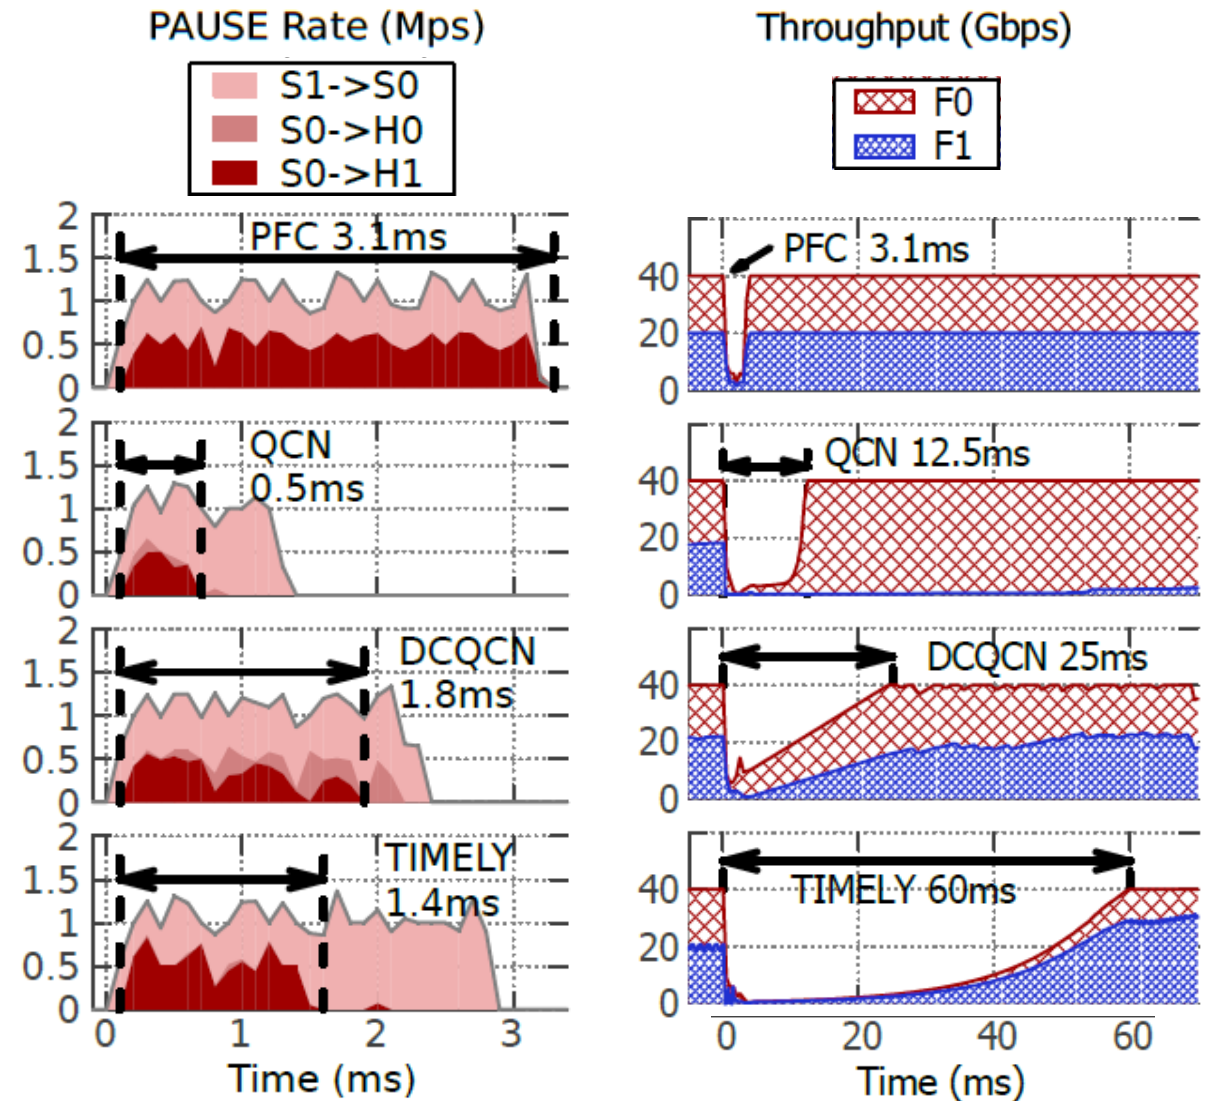 PAUSE Rate (Mps)
S1->S0
S0->H0
S0->H1
2
1.5
1
0.5
0
PFC 3.1ms
2
1.5
1
0.5
0
QCN
0.5ms
2
1.5
1
0.5
0
DCQCN
1.8ms
2
1.5
1
0.5
0
TIMELY
1.4ms
0
1
2
3
Time (ms)
Throughput (Gbps)
F0
F1
40
20
0
PFC 3.1ms
40
20
0
QCN 12.5ms
40
20
0
DCQCN 25ms
40
20
0
TIMELY 60ms
0
20
40
60
Time (ms)